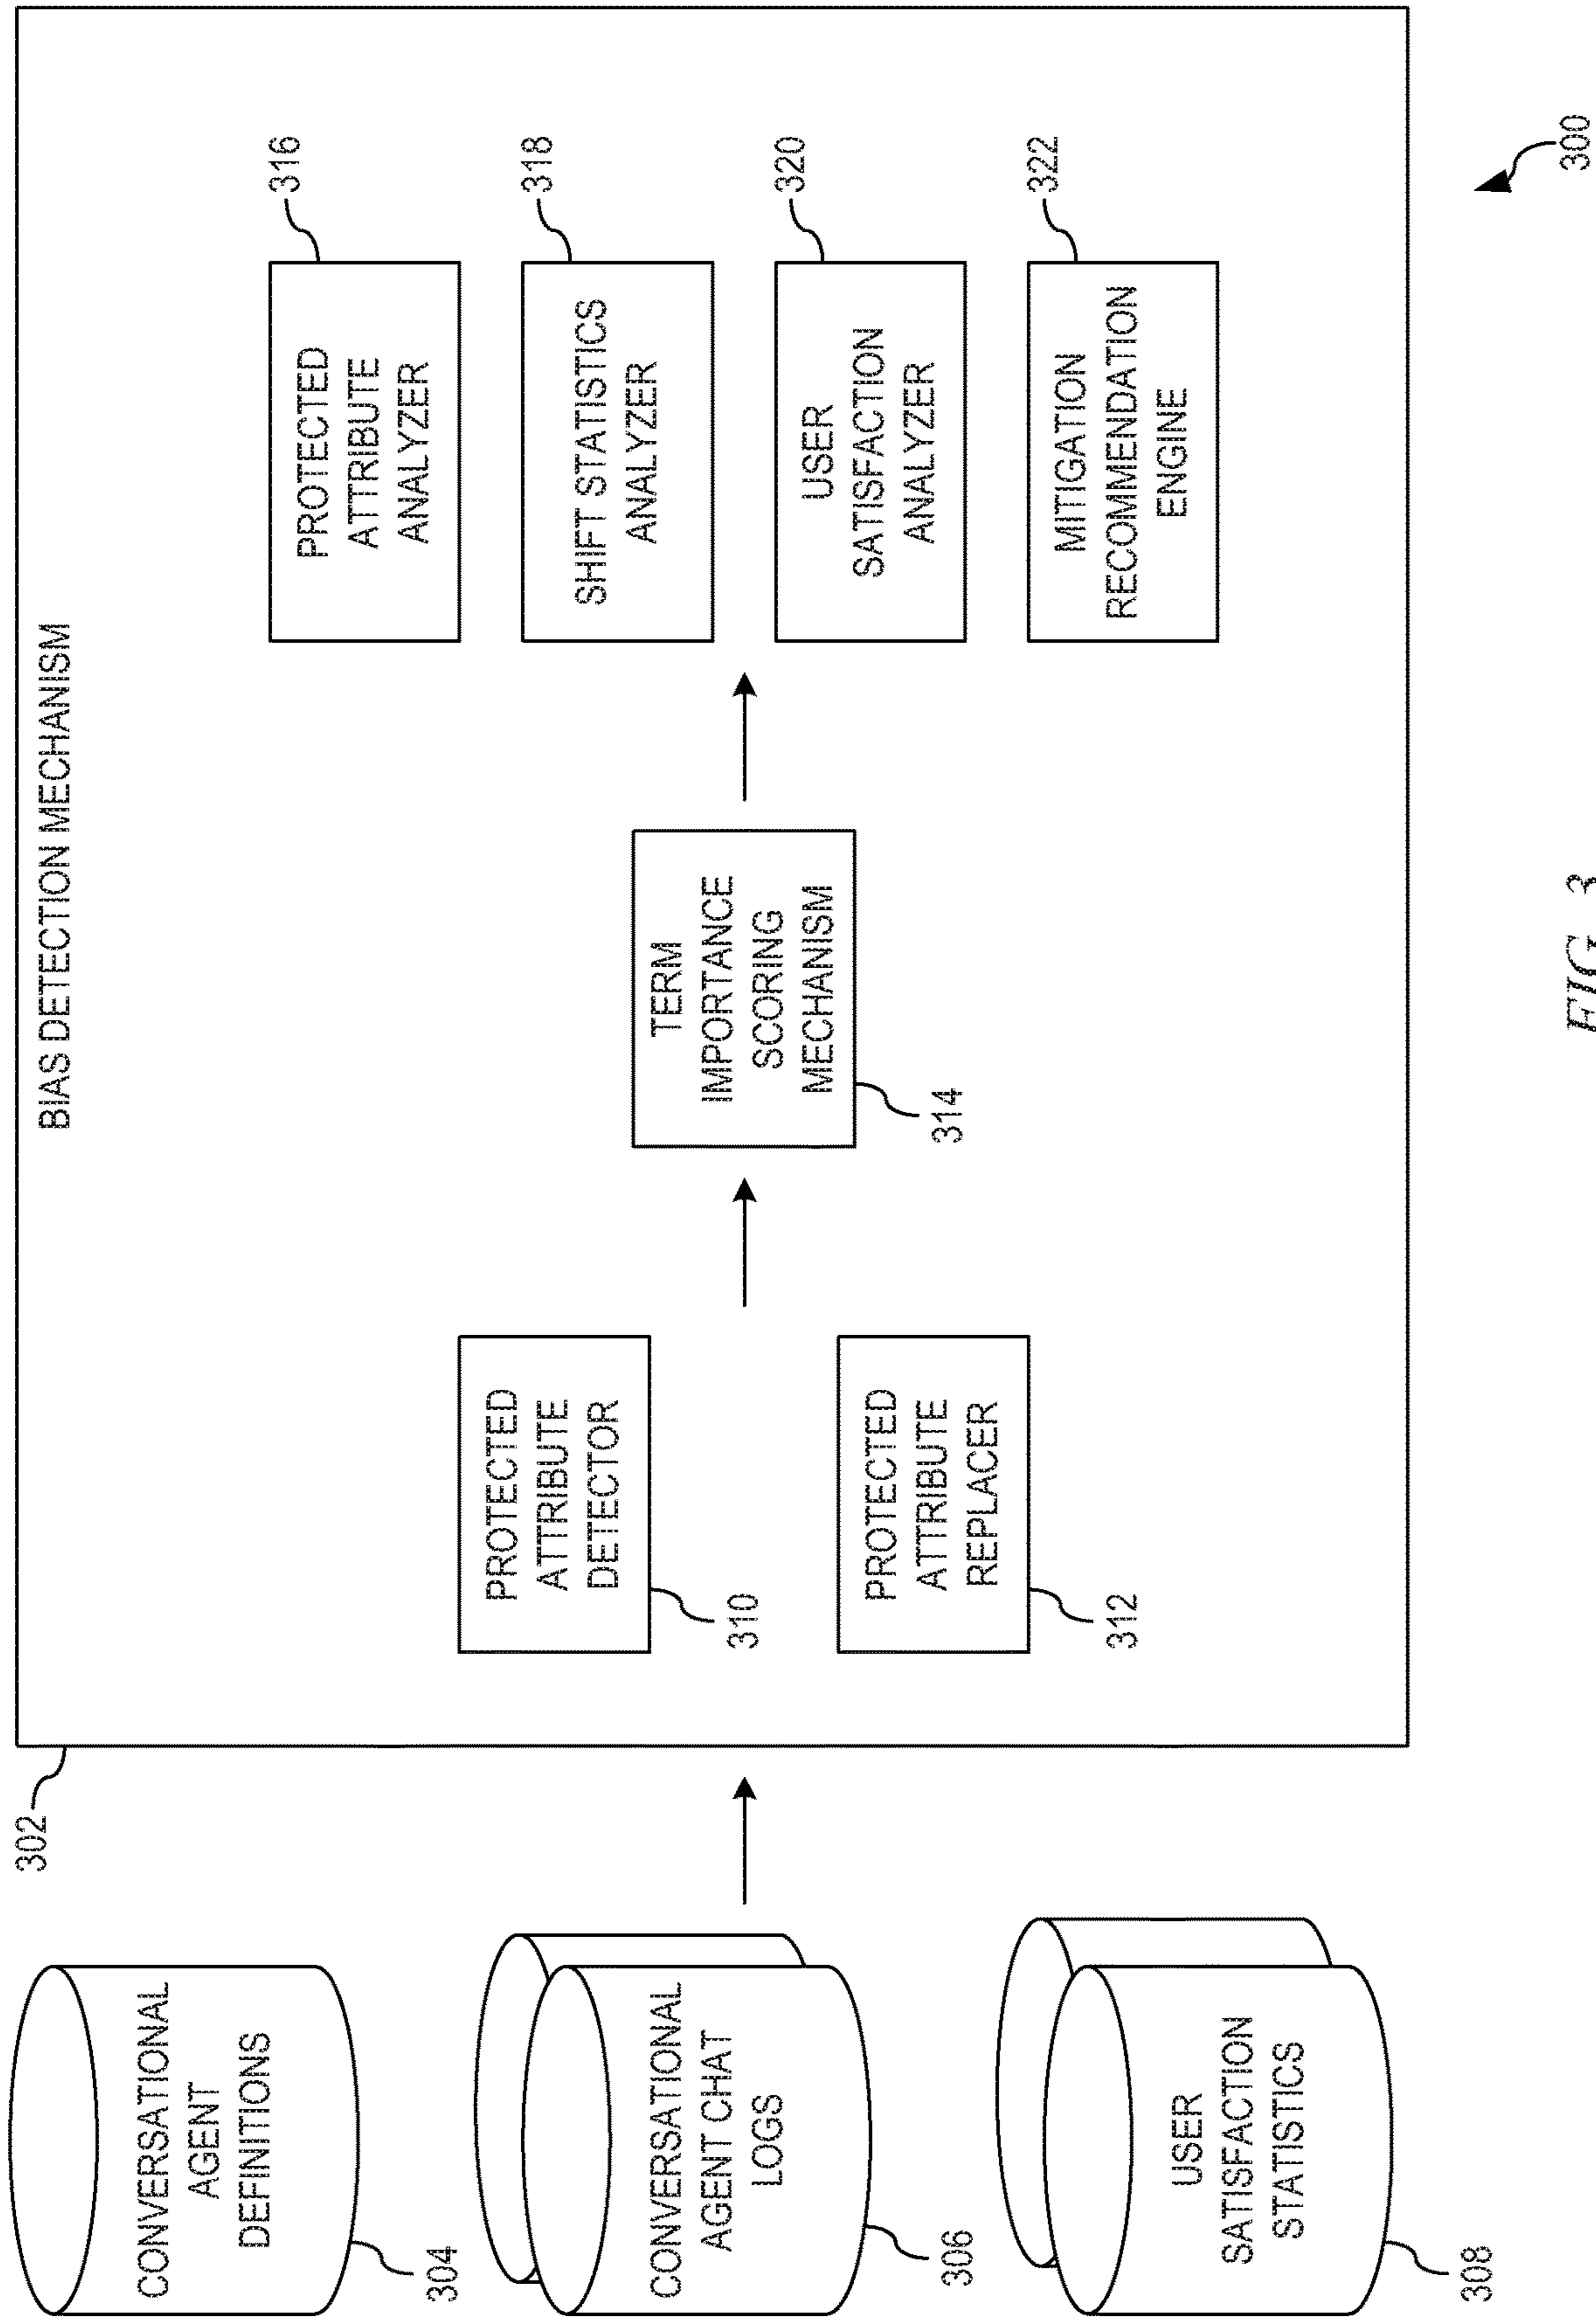 BIAS DETECTION MECHANISM
302
CONVERSATIONAL
AGENT
DEFINITIONS
304
CONVERSATIONAL
AGENT CHAT
LOGS
306
USER
SATISFACTION
STATISTICS
308
PROTECTED
ATTRIBUTE
DETECTOR
310
PROTECTED
ATTRIBUTE
REPLACER
312
TERM
IMPORTANCE
SCORING
MECHANISM
314
PROTECTED
ATTRIBUTE
ANALYZER
316
SHIFT STATISTICS
ANALYZER
318
USER
SATISFACTION
ANALYZER
320
MITIGATION
RECOMMENDATION
ENGINE
322
300
FIG. 3